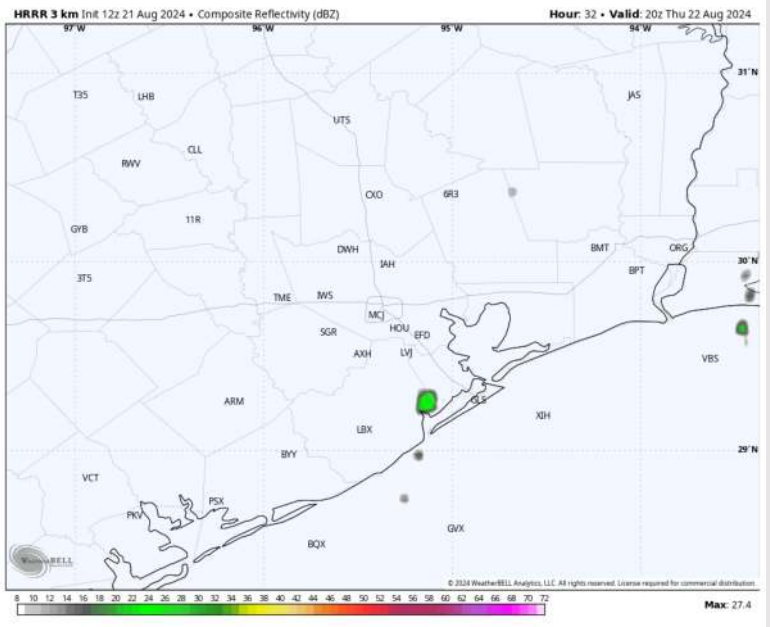 HRRR 3 km Init 12z 21 Aug 2024 • Composite Reflectivity (dBZ) Hour: 32 • Valid: 20z Thu 22 Aug 2024
97°W 96°W 95°W 94°W
31°N
T35 LHB JAS
UTS
CLL
RWV
CXO 6R3
11R
GYB
DWH BMT ORG
IAH 30°N
3T5 BPT
TME IWS
MCJ
SGR HOU EFD
AXH LVJ VBS
ARM GLS
LBX XIH
BYY 29°N
VCT
PSX
PKV GVX
BQX
WeatherBELL
© 2024 WeatherBELL Analytics, LLC. All rights reserved. License required for commercial distribution.
8 10 12 14 16 18 20 22 24 26 28 30 32 34 36 38 40 42 44 46 48 50 52 54 56 58 60 62 64 66 68 70 72 Max: 27.4